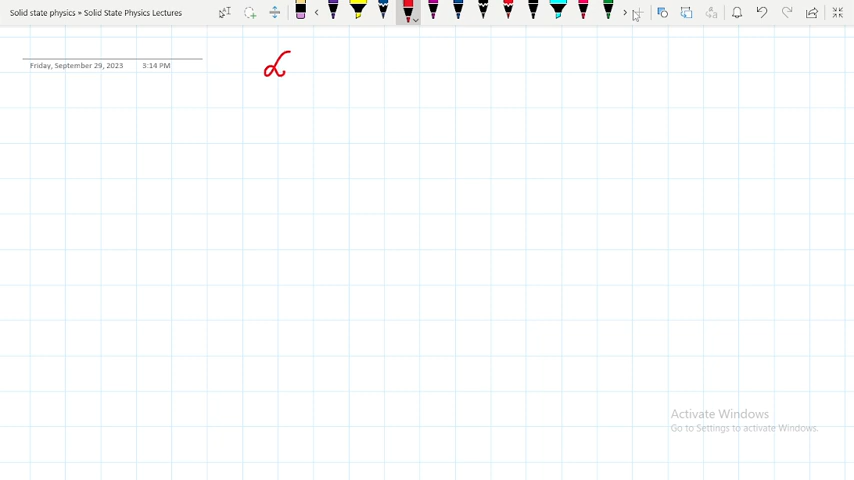 Solid state physics » Solid State Physics Lectures
Friday, September 29, 2023 3:14 PM
Activate Windows
Go to Settings to activate Windows.